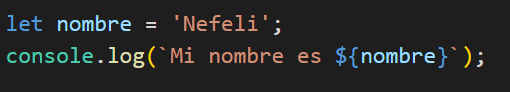 let nombre = 'Nefeli';
console.log(`Mi nombre es ${nombre}`);